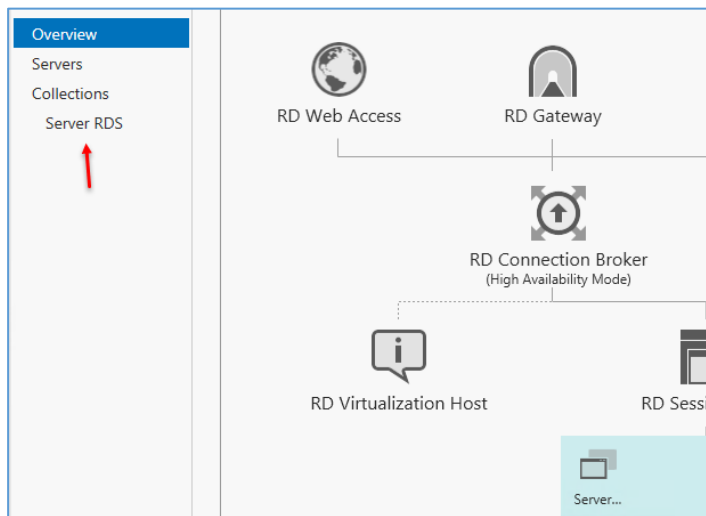 Overview
Servers
Collections
Server RDS
RD Web Access
RD Gateway
RD Connection Broker
(High Availability Mode)
RD Virtualization Host
RD Sessi
Server...